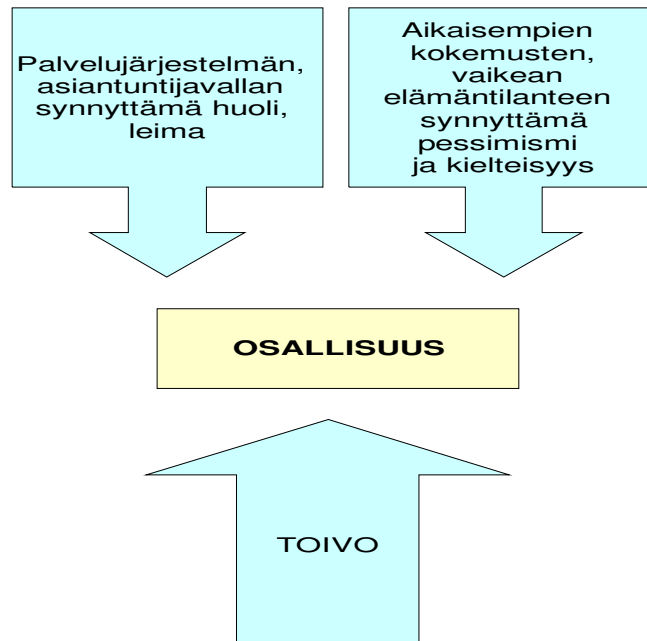 Palvelujärjestelmän,
asiantuntijavallan
synnyttämä huoli,
leima
Aikaisempien
kokemusten,
vaikean
elämäntilanteen
synnyttämä
pessimismi
ja kielteisyys
OSALLISUUS
TOIVO